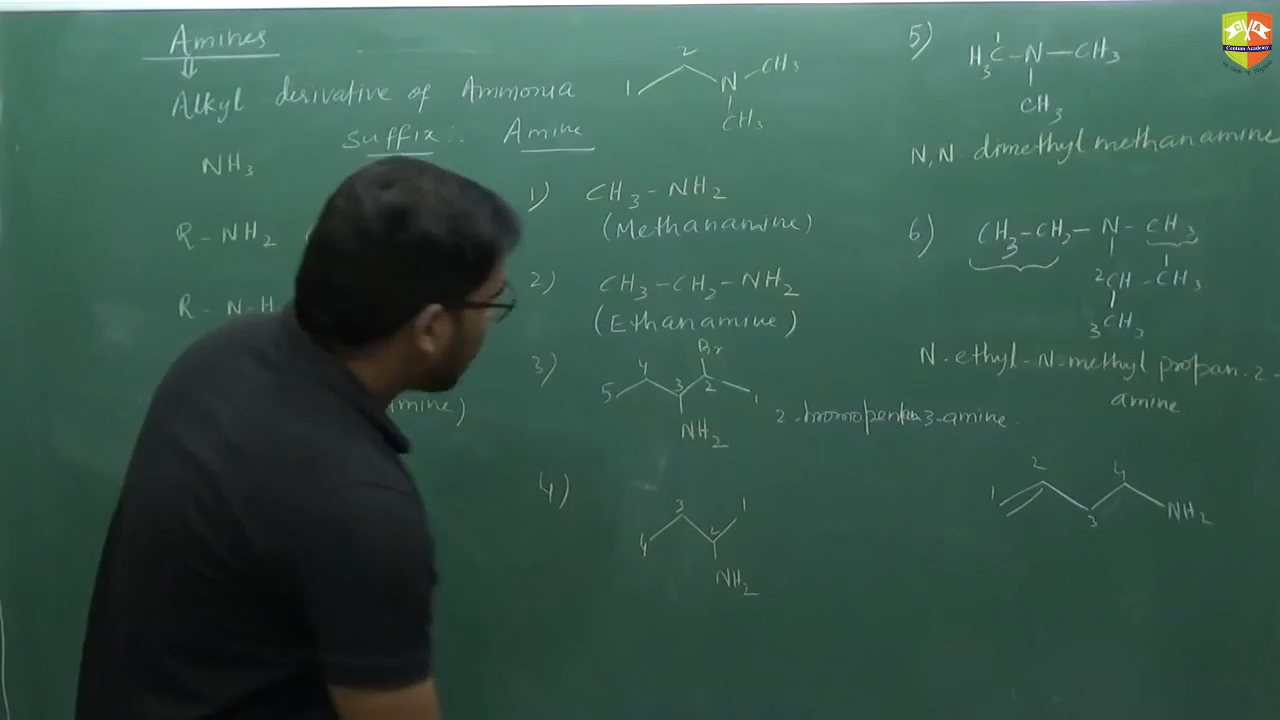 Amines
⇓
Alkyl derivative of Ammonia
suffix : Amine
NH3
R - NH2
R - N - H
mine)
1 2 N - CH3
CH3
1) CH3 - NH2
(Methanamine)
2) CH3 - CH2 - NH2
(Ethanamine)
3) Br
5 4 3 2 1
NH2
2-bromopentan 3-amine
4) 4 3 2 1
NH2
5) H3C - N - CH3
CH3
N, N dimethyl methanamine
6) CH3 - CH2 - N - CH3
2CH - CH3
3CH3
N-ethyl-N-methyl propan-2-
amine
1 2 3 4 NH2
Centum Academy